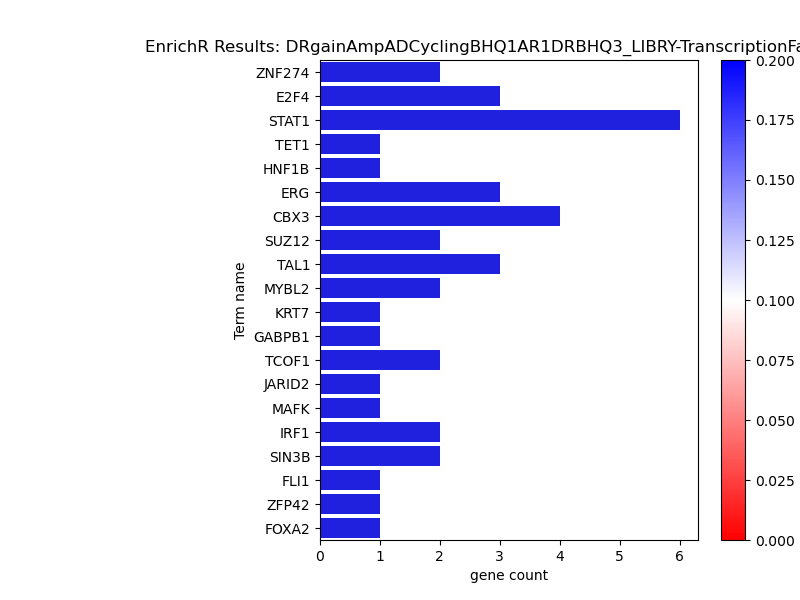 EnrichR Results: DRgainAmpADCyclingBHQ1AR1DRBHQ3_LIBRY-TranscriptionFa
ZNF274
E2F4
STAT1
TET1
HNF1B
ERG
CBX3
SUZ12
TAL1
MYBL2
KRT7
GABPB1
TCOF1
JARID2
MAFK
IRF1
SIN3B
FLI1
ZFP42
FOXA2
Term name
0 1 2 3 4 5 6
gene count
0.200
0.175
0.150
0.125
0.100
0.075
0.050
0.025
0.000